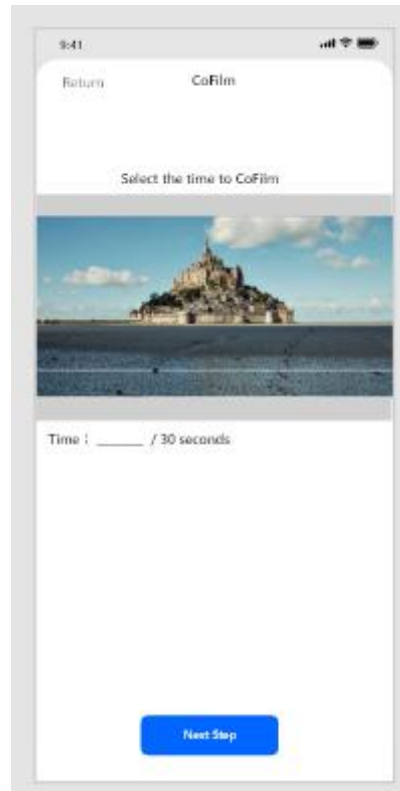 9:41
Return CoFilm
Select the time to CoFilm
Time : ______ / 30 seconds
Next Step